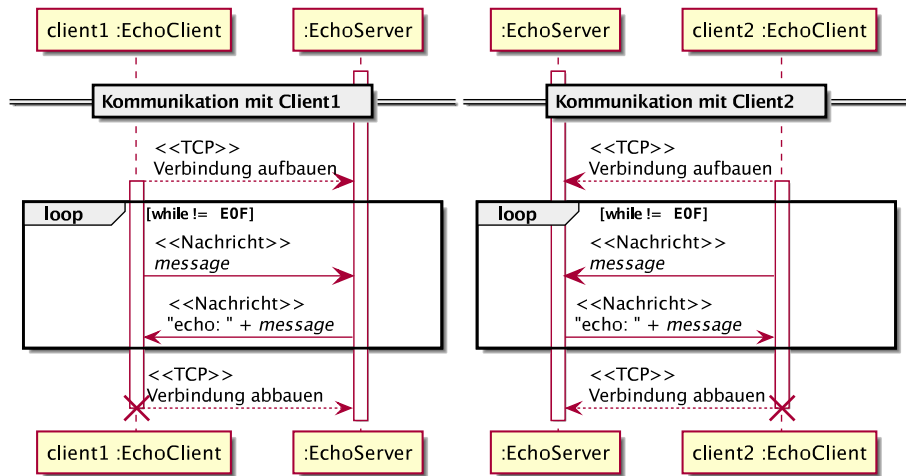 client1 :EchoClient
:EchoServer
Kommunikation mit Client1
<<TCP>>
Verbindung aufbauen
loop
[while != EOF]
<<Nachricht>>
message
<<Nachricht>>
"echo: " + message
<<TCP>>
Verbindung abbauen
client1 :EchoClient
:EchoServer
:EchoServer
client2 :EchoClient
Kommunikation mit Client2
<<TCP>>
Verbindung aufbauen
loop
[while != EOF]
<<Nachricht>>
message
<<Nachricht>>
"echo: " + message
<<TCP>>
Verbindung abbauen
:EchoServer
client2 :EchoClient